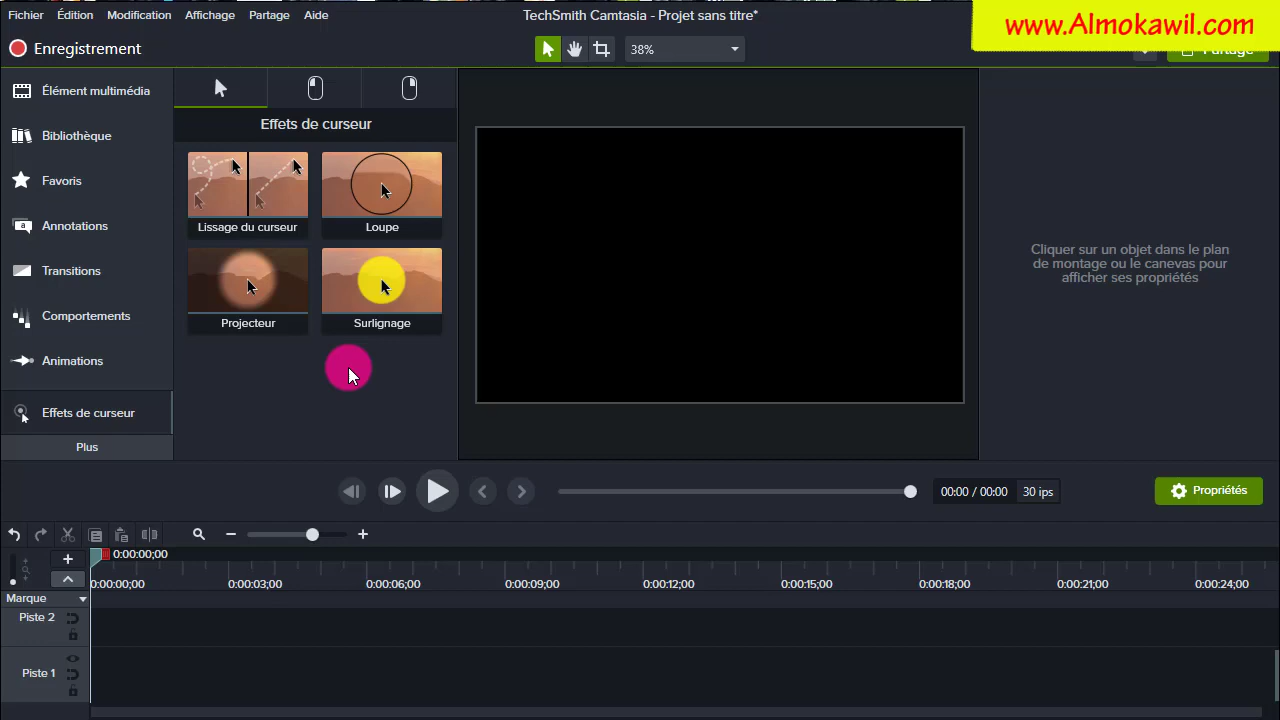 Fichier Édition Modification Affichage Partage Aide
TechSmith Camtasia - Projet sans titre*
www.Almokawil.com
Enregistrement
38%
Partage
Élément multimédia
Bibliothèque
Favoris
Annotations
Transitions
Comportements
Animations
Effets de curseur
Plus
Effets de curseur
Lissage du curseur
Loupe
Projecteur
Surlignage
Cliquer sur un objet dans le plan
de montage ou le canevas pour
afficher ses propriétés
00:00 / 00:00
30 ips
Propriétés
0:00:00;00
0:00:00;00 0:00:03;00 0:00:06;00 0:00:09;00 0:00:12;00 0:00:15;00 0:00:18;00 0:00:21;00 0:00:24;00
Marque
Piste 2
Piste 1